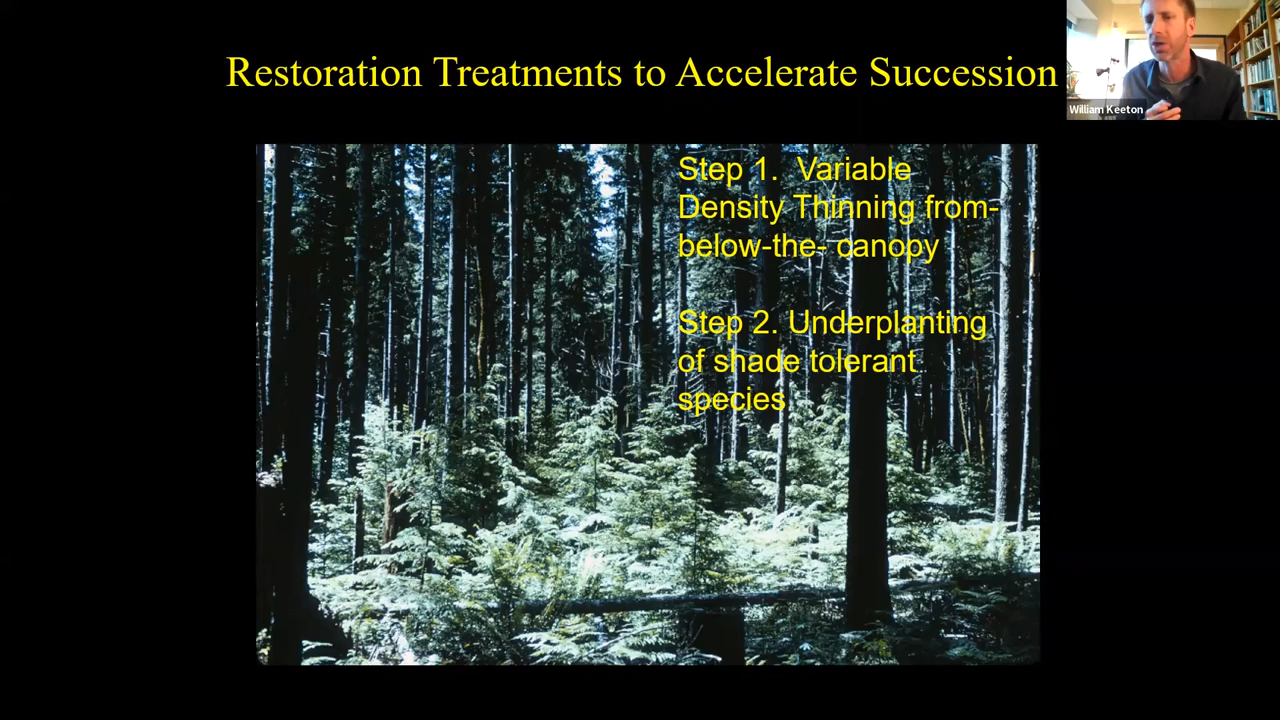 Restoration Treatments to Accelerate Succession
William Keeton
Step 1.  Variable
Density Thinning from-
below-the- canopy
Step 2. Underplanting
of shade tolerant
species